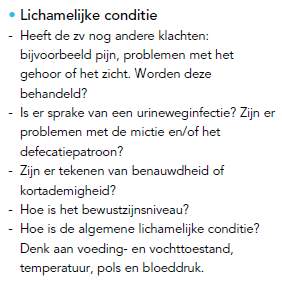 • Lichamelijke conditie
- Heeft de zv nog andere klachten:
bijvoorbeeld pijn, problemen met het
gehoor of het zicht. Worden deze
behandeld?
- Is er sprake van een urineweginfectie? Zijn er
problemen met de mictie en/of het
defecatiepatroon?
- Zijn er tekenen van benauwdheid of
kortademigheid?
- Hoe is het bewustzijnsniveau?
- Hoe is de algemene lichamelijke conditie?
Denk aan voeding- en vochttoestand,
temperatuur, pols en bloeddruk.